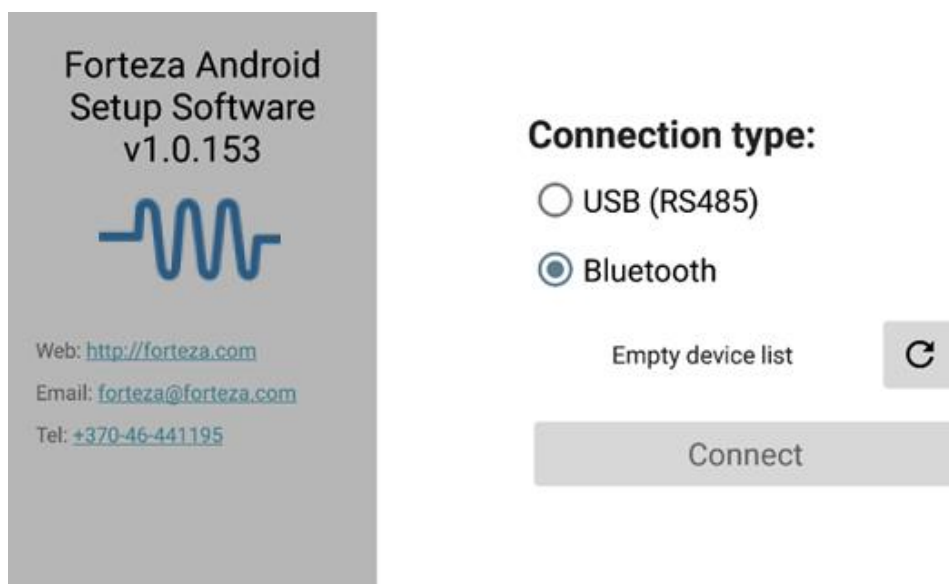 Forteza Android
Setup Software
v1.0.153
Web: http://forteza.com
Email: forteza@forteza.com
Tel: +370-46-441195
Connection type:
USB (RS485)
Bluetooth
Empty device list
Connect